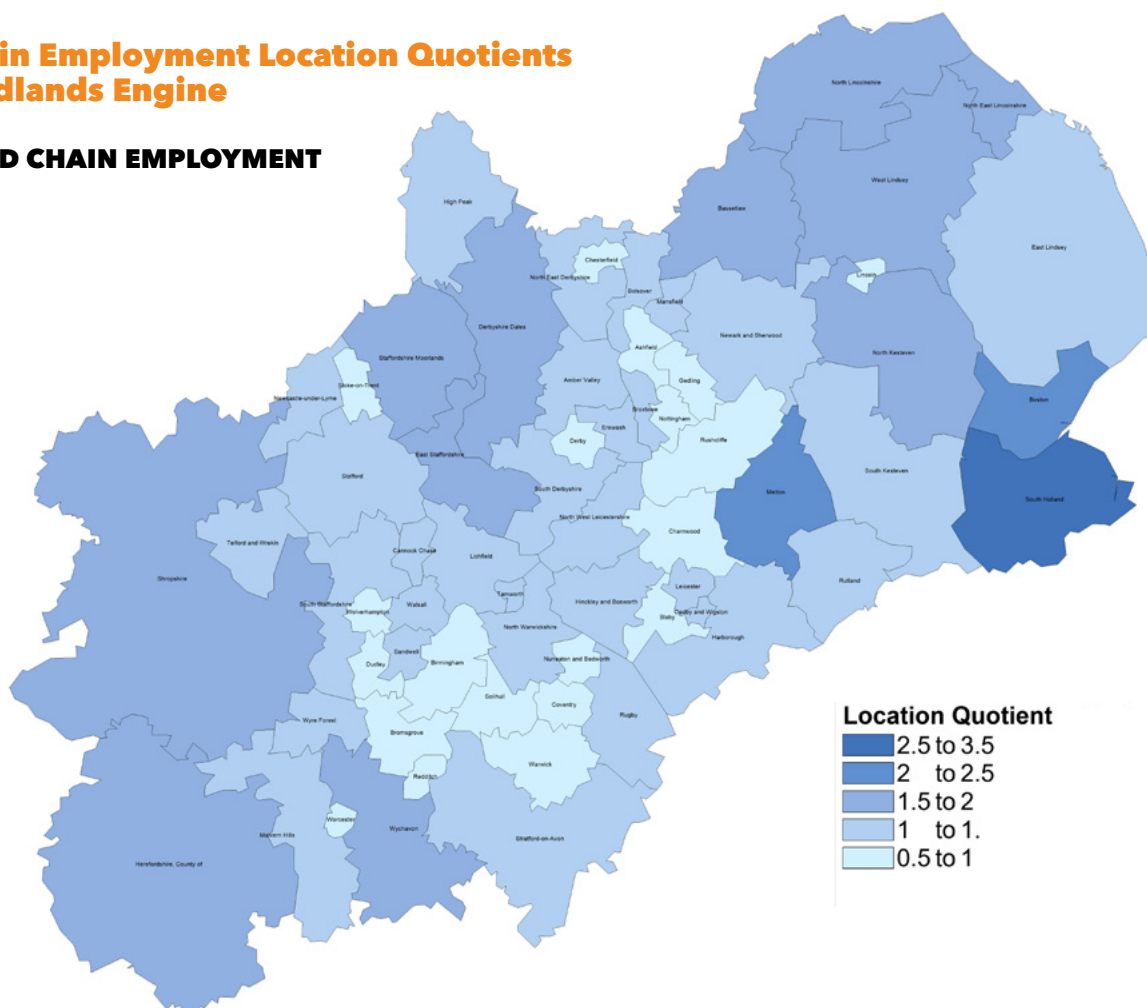 in Employment Location Quotients
dlands Engine
D CHAIN EMPLOYMENT
North Lincolnshire
North East Lincolnshire
West Lindsey
High Peak
Bassetlaw
East Lindsey
Chesterfield
North East Derbyshire
Lincoln
Bolsover
Mansfield
Derbyshire Dales
Newark and Sherwood
Ashfield
North Kesteven
Staffordshire Moorlands
Amber Valley
Gedling
Stoke-on-Trent
Newcastle-under-Lyme
Boston
Broxtowe
Nottingham
Erewash
Derby
Rushcliffe
East Staffordshire
South Kesteven
Stafford
South Derbyshire
Melton
South Holland
North West Leicestershire
Charnwood
Telford and Wrekin
Cannock Chase
Lichfield
Shropshire
Rutland
Leicester
Tamworth
Hinckley and Bosworth
South Staffordshire
Walsall
Wolverhampton
Oadby and Wigston
Blaby
North Warwickshire
Harborough
Sandwell
Nuneaton and Bedworth
Dudley
Birmingham
Solihull
Coventry
Rugby
Wyre Forest
Bromsgrove
Warwick
Redditch
Worcester
Wychavon
Malvern Hills
Stratford-on-Avon
Herefordshire, County of
Location Quotient
2.5 to 3.5
2 to 2.5
1.5 to 2
1 to 1.
0.5 to 1